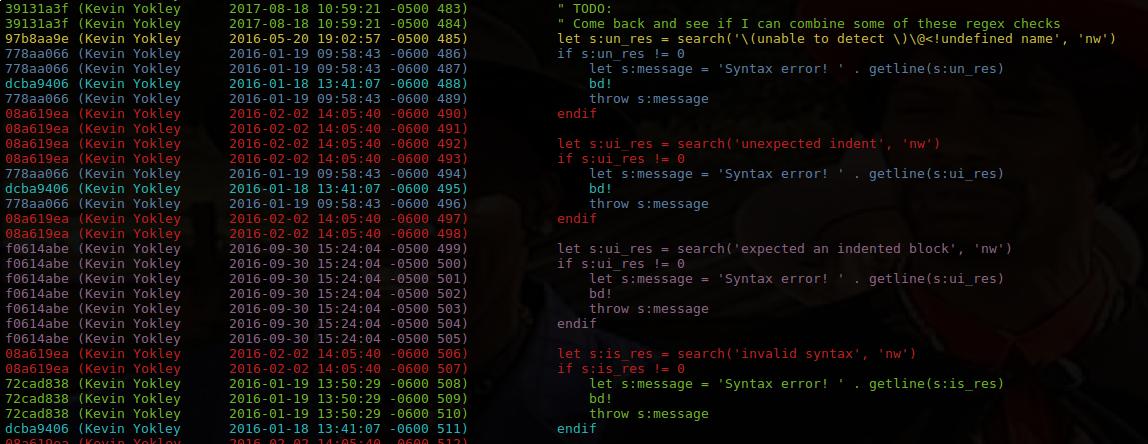 39131a3f (Kevin Yokley 2017-08-18 10:59:21 -0500 483) " TODO:
39131a3f (Kevin Yokley 2017-08-18 10:59:21 -0500 484) " Come back and see if I can combine some of these regex checks
97b8aa9e (Kevin Yokley 2016-05-20 19:02:57 -0500 485) let s:un_res = search('\(unable to detect \)\@<!undefined name', 'nw')
778aa066 (Kevin Yokley 2016-01-19 09:58:43 -0600 486) if s:un_res != 0
778aa066 (Kevin Yokley 2016-01-19 09:58:43 -0600 487) let s:message = 'Syntax error! ' . getline(s:un_res)
dcba9406 (Kevin Yokley 2016-01-18 13:41:07 -0600 488) bd!
778aa066 (Kevin Yokley 2016-01-19 09:58:43 -0600 489) throw s:message
08a619ea (Kevin Yokley 2016-02-02 14:05:40 -0600 490) endif
08a619ea (Kevin Yokley 2016-02-02 14:05:40 -0600 491)
08a619ea (Kevin Yokley 2016-02-02 14:05:40 -0600 492) let s:ui_res = search('unexpected indent', 'nw')
08a619ea (Kevin Yokley 2016-02-02 14:05:40 -0600 493) if s:ui_res != 0
778aa066 (Kevin Yokley 2016-01-19 09:58:43 -0600 494) let s:message = 'Syntax error! ' . getline(s:ui_res)
dcba9406 (Kevin Yokley 2016-01-18 13:41:07 -0600 495) bd!
778aa066 (Kevin Yokley 2016-01-19 09:58:43 -0600 496) throw s:message
08a619ea (Kevin Yokley 2016-02-02 14:05:40 -0600 497) endif
08a619ea (Kevin Yokley 2016-02-02 14:05:40 -0600 498)
f0614abe (Kevin Yokley 2016-09-30 15:24:04 -0500 499) let s:ui_res = search('expected an indented block', 'nw')
f0614abe (Kevin Yokley 2016-09-30 15:24:04 -0500 500) if s:ui_res != 0
f0614abe (Kevin Yokley 2016-09-30 15:24:04 -0500 501) let s:message = 'Syntax error! ' . getline(s:ui_res)
f0614abe (Kevin Yokley 2016-09-30 15:24:04 -0500 502) bd!
f0614abe (Kevin Yokley 2016-09-30 15:24:04 -0500 503) throw s:message
f0614abe (Kevin Yokley 2016-09-30 15:24:04 -0500 504) endif
f0614abe (Kevin Yokley 2016-09-30 15:24:04 -0500 505)
08a619ea (Kevin Yokley 2016-02-02 14:05:40 -0600 506) let s:is_res = search('invalid syntax', 'nw')
08a619ea (Kevin Yokley 2016-02-02 14:05:40 -0600 507) if s:is_res != 0
72cad838 (Kevin Yokley 2016-01-19 13:50:29 -0600 508) let s:message = 'Syntax error! ' . getline(s:is_res)
72cad838 (Kevin Yokley 2016-01-19 13:50:29 -0600 509) bd!
72cad838 (Kevin Yokley 2016-01-19 13:50:29 -0600 510) throw s:message
dcba9406 (Kevin Yokley 2016-01-18 13:41:07 -0600 511) endif
08a619ea (Kevin Yokley 2016-02-02 14:05:40 -0600 512)